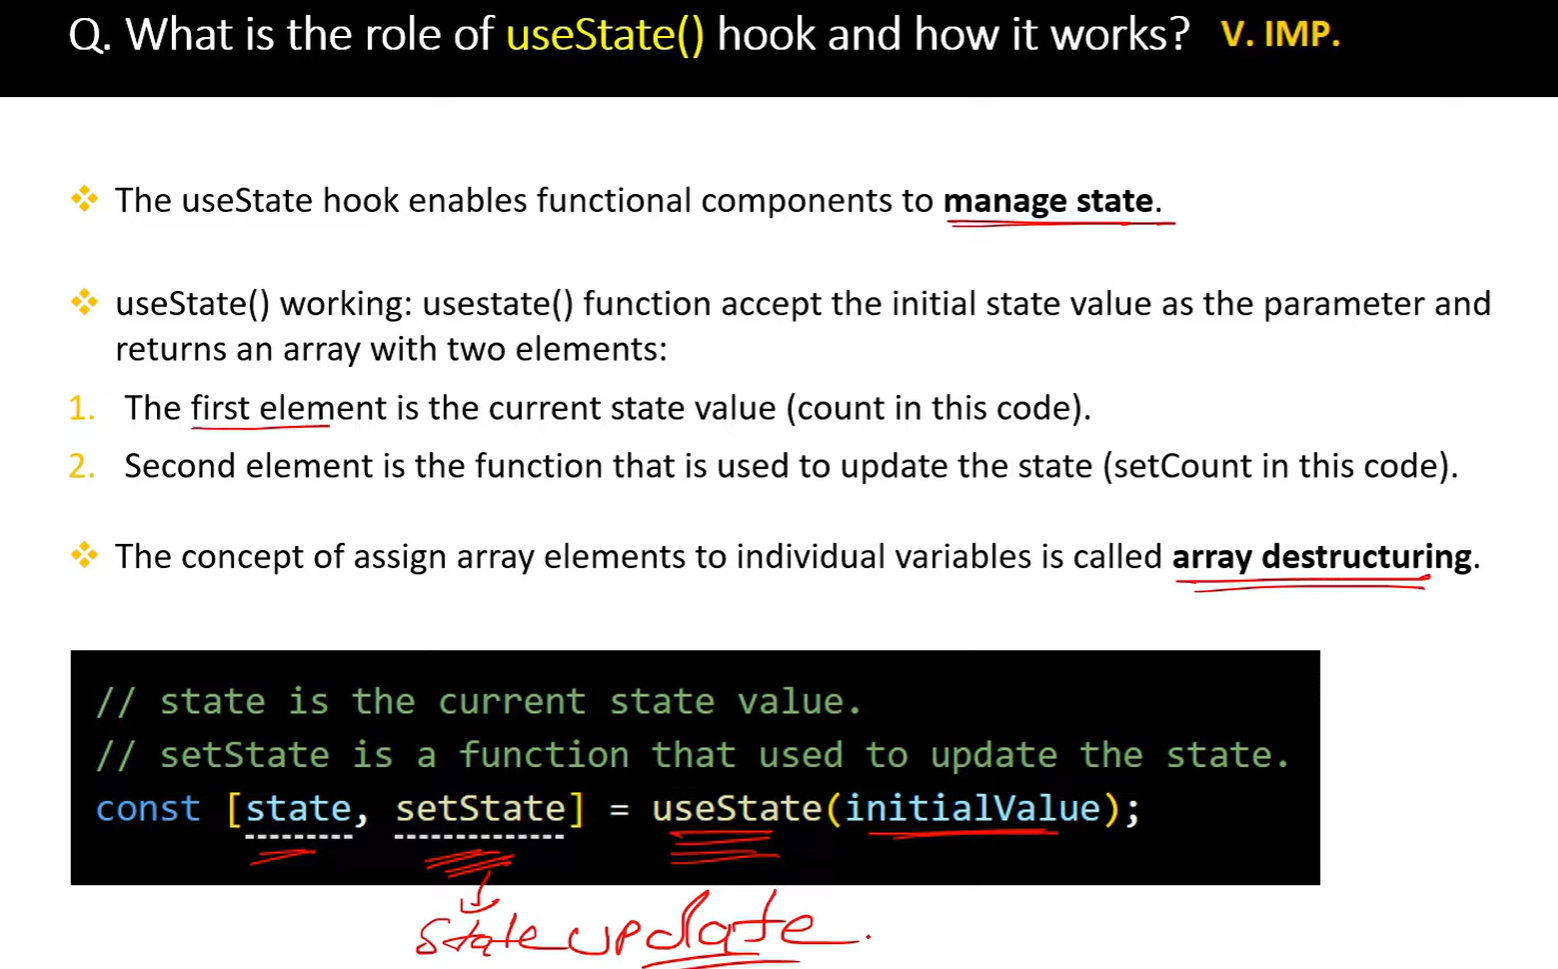 Q. What is the role of useState() hook and how it works? V. IMP.
The useState hook enables functional components to manage state.
useState() working: usestate() function accept the initial state value as the parameter and
returns an array with two elements:
1. The first element is the current state value (count in this code).
2. Second element is the function that is used to update the state (setCount in this code).
The concept of assign array elements to individual variables is called array destructuring.
// state is the current state value.
// setState is a function that used to update the state.
const [state, setState] = useState(initialValue);
state update.